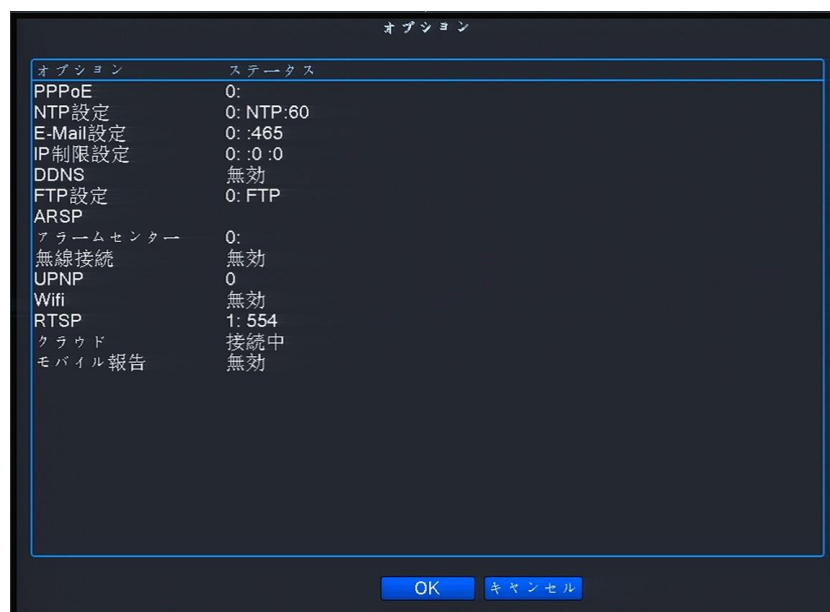 オプション
オプション ステータス
PPPoE 0:
NTP設定 0: NTP:60
E-Mail設定 0: :465
IP制限設定 0: :0 :0
DDNS 無効
FTP設定 0: FTP
ARSP
アラームセンター 0:
無線接続 無効
UPNP 0
Wifi 無効
RTSP 1: 554
クラウド 接続中
モバイル報告 無効
OK キャンセル